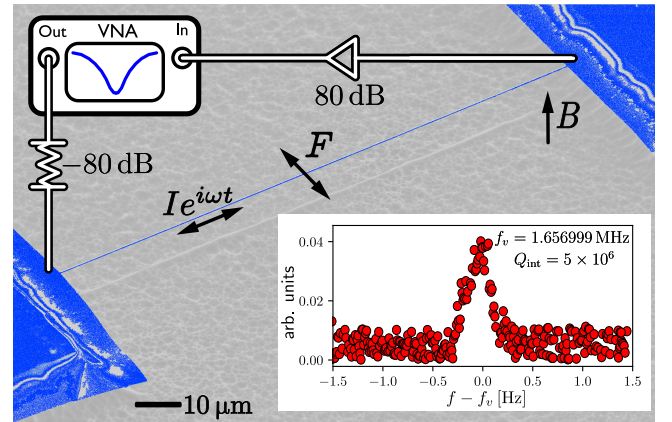 Out VNA In
80 dB
−80 dB
B
F
Ie^{iωt}
f_v = 1.656999 MHz
Q_int = 5 × 10^6
arb. units
0.04
0.02
0.00
−1.5 −1.0 −0.5 0.0 0.5 1.0 1.5
f − f_v [Hz]
10 μm